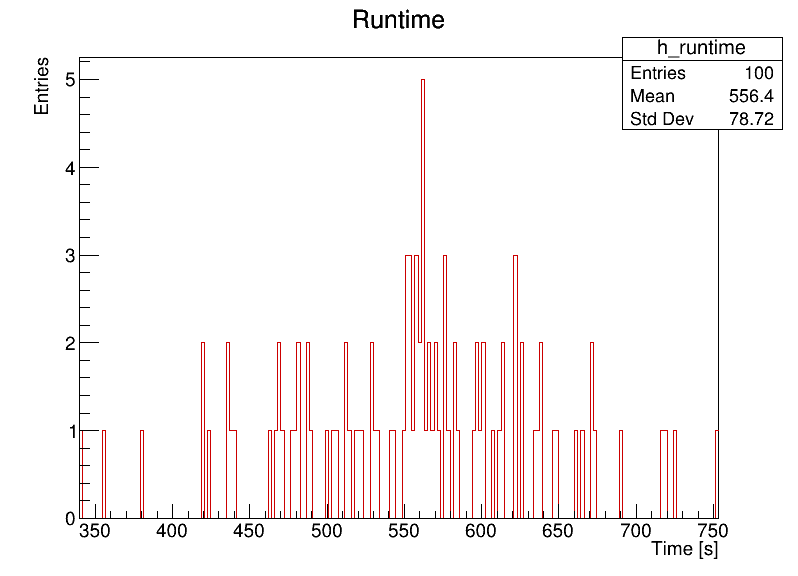 Runtime
h_runtime
Entries 100
Mean 556.4
Std Dev 78.72
Entries
5
4
3
2
1
0
350 400 450 500 550 600 650 700 750
Time [s]